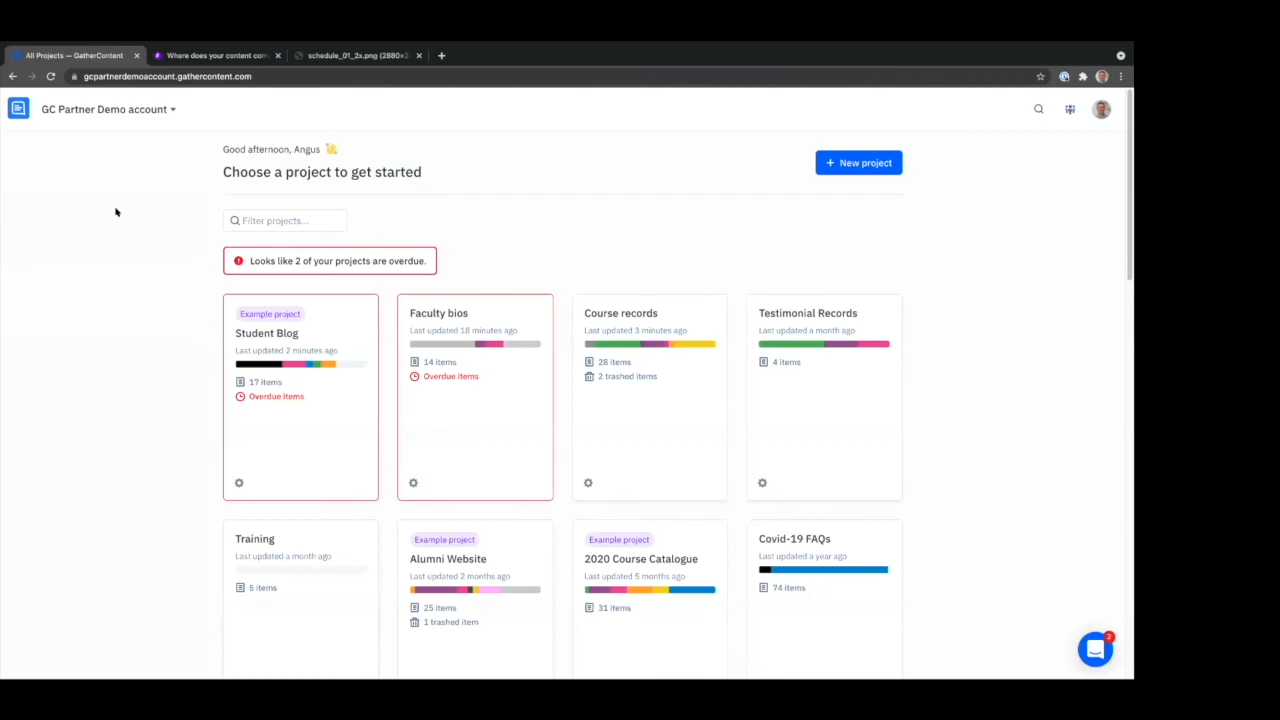 All Projects — GatherContent
Where does your content com
schedule_01_2x.png (2880×2
gcpartnerdemoaccount.gathercontent.com
GC Partner Demo account
Good afternoon, Angus
Choose a project to get started
+ New project
Filter projects...
Looks like 2 of your projects are overdue.
Example project
Student Blog
Last updated 2 minutes ago
17 items
Overdue items
Faculty bios
Last updated 18 minutes ago
14 items
Overdue items
Course records
Last updated 3 minutes ago
28 items
2 trashed items
Testimonial Records
Last updated a month ago
4 items
Training
Last updated a month ago
5 items
Example project
Alumni Website
Last updated 2 months ago
25 items
1 trashed item
Example project
2020 Course Catalogue
Last updated 5 months ago
31 items
Covid-19 FAQs
Last updated a year ago
74 items
2